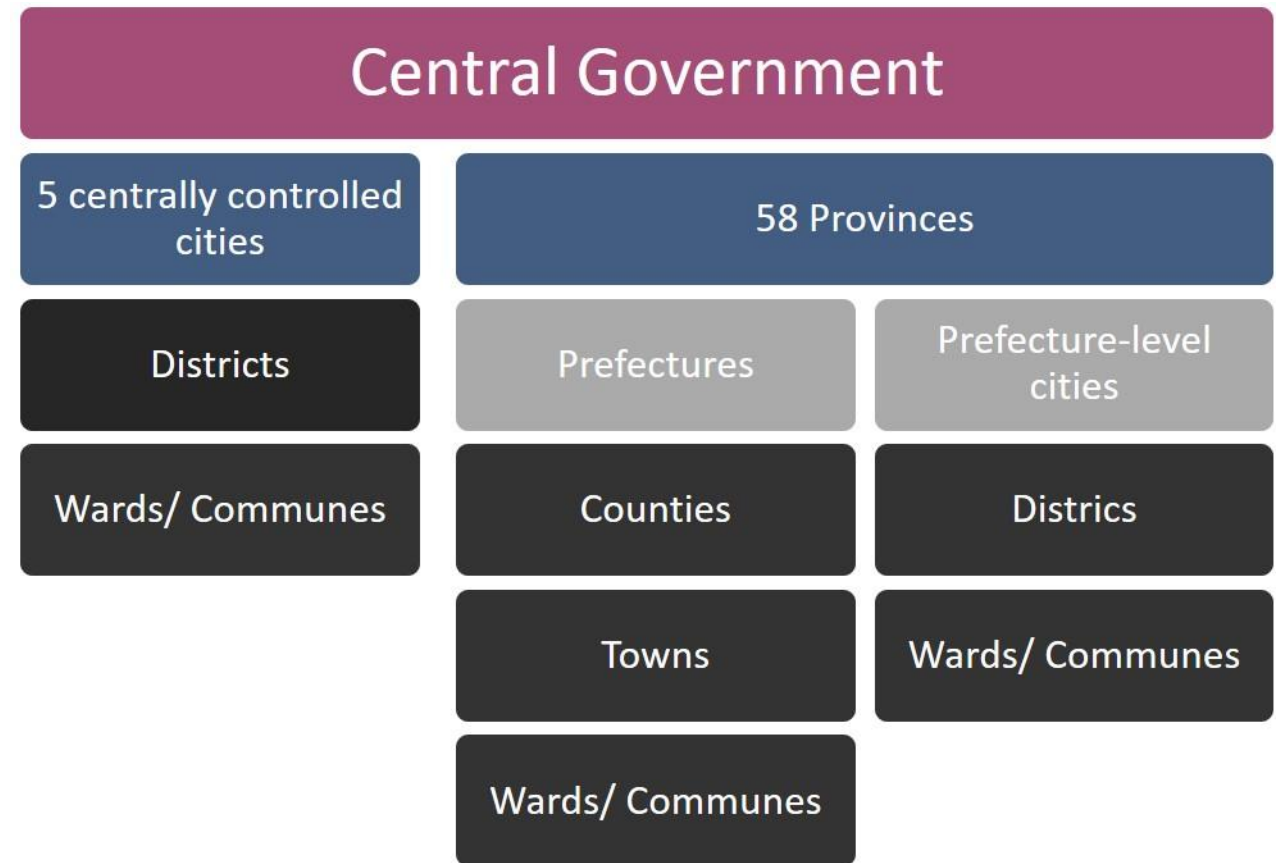 Central Government
5 centrally controlled
cities
58 Provinces
Districts
Prefectures
Prefecture-level
cities
Wards/ Communes
Counties
Districs
Towns
Wards/ Communes
Wards/ Communes